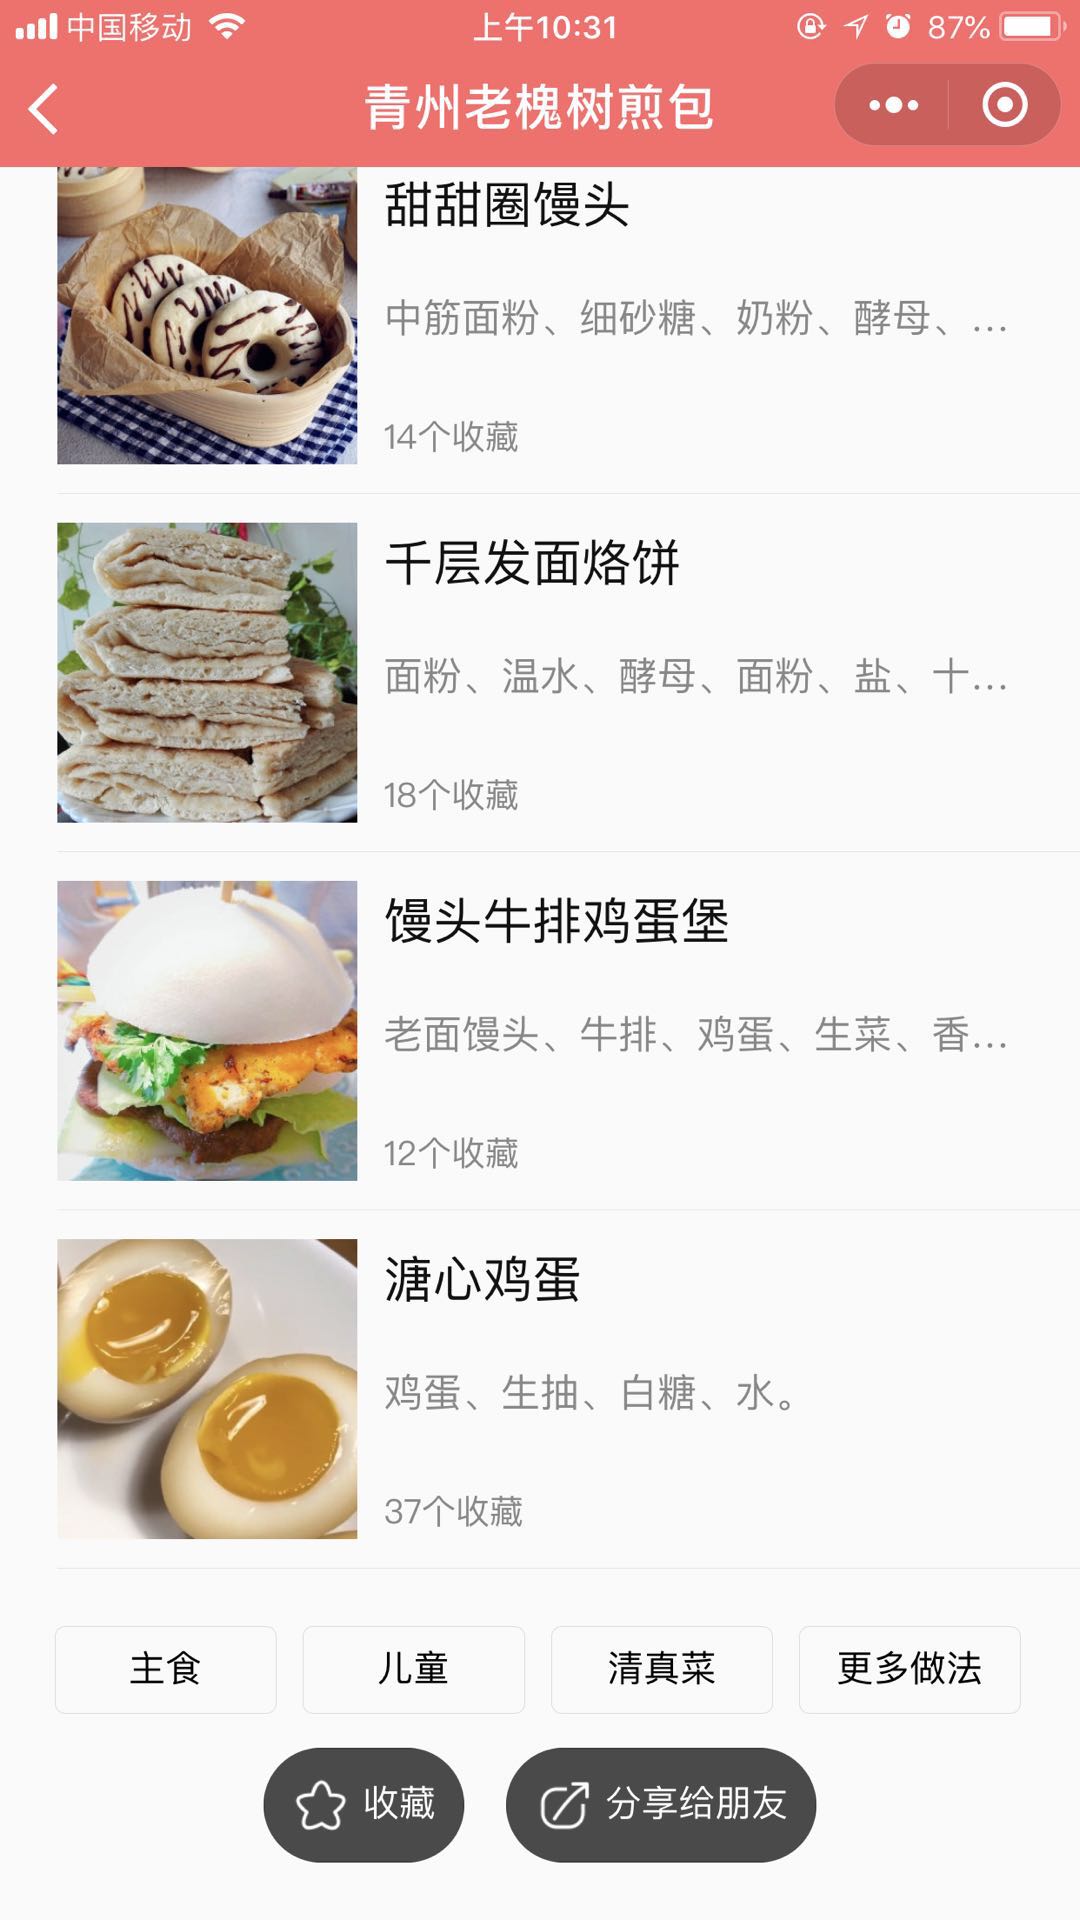 中国移动
上午10:31
87%
青州老槐树煎包
甜甜圈馒头
中筋面粉、细砂糖、奶粉、酵母、...
14个收藏
千层发面烙饼
面粉、温水、酵母、面粉、盐、十...
18个收藏
馒头牛排鸡蛋堡
老面馒头、牛排、鸡蛋、生菜、香...
12个收藏
溏心鸡蛋
鸡蛋、生抽、白糖、水。
37个收藏
主食
儿童
清真菜
更多做法
收藏
分享给朋友